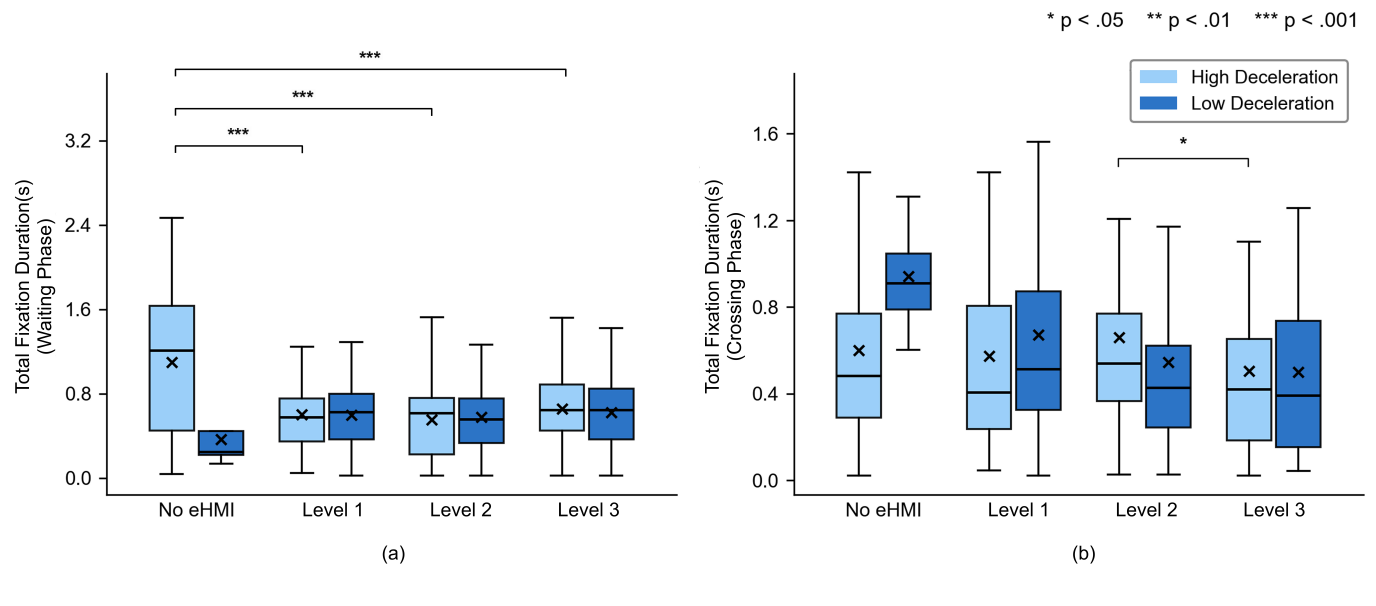 * p < .05 ** p < .01 *** p < .001
High Deceleration
Low Deceleration
***
***
***
3.2
2.4
1.6
0.8
0.0
Total Fixation Duration(s)
(Waiting Phase)
No eHMI Level 1 Level 2 Level 3
(a)
*
1.6
1.2
0.8
0.4
0.0
Total Fixation Duration(s)
(Crossing Phase)
No eHMI Level 1 Level 2 Level 3
(b)